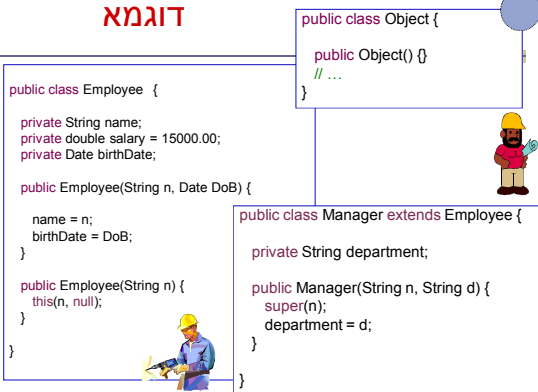 דוגמא
public class Object {
public Object() {}
// …
}
public class Employee {
private String name;
private double salary = 15000.00;
private Date birthDate;
public Employee(String n, Date DoB) {
name = n;
birthDate = DoB;
}
public Employee(String n) {
this(n, null);
}
}
public class Manager extends Employee {
private String department;
public Manager(String n, String d) {
super(n);
department = d;
}
}